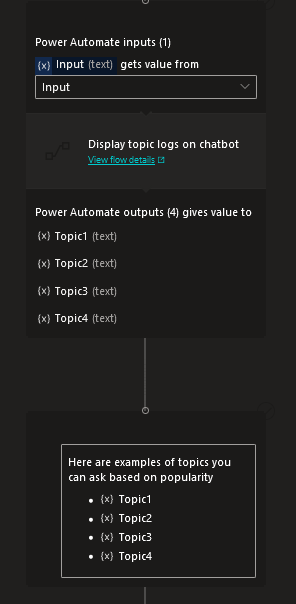 Power Automate inputs (1)
{x} Input (text) gets value from
Input
Display topic logs on chatbot
View flow details
Power Automate outputs (4) gives value to
{x} Topic1 (text)
{x} Topic2 (text)
{x} Topic3 (text)
{x} Topic4 (text)
Here are examples of topics you
can ask based on popularity
• {x} Topic1
• {x} Topic2
• {x} Topic3
• {x} Topic4